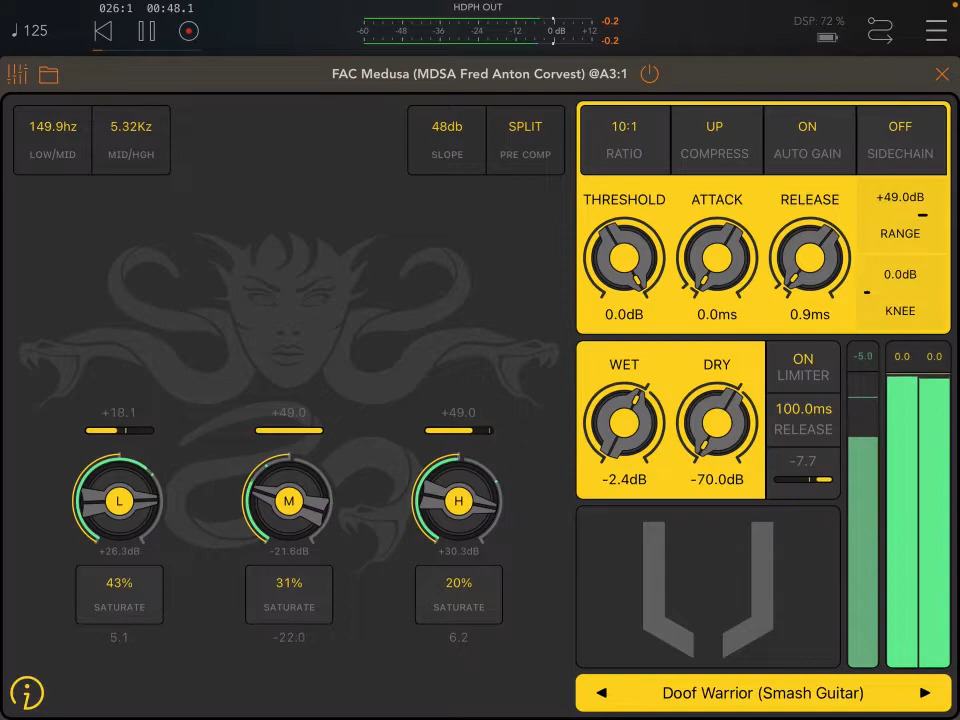 026:1 00:48.1
HDPH OUT
♩ 125
-60 -48 -36 -24 -12 0 dB +12
-0.2
-0.2
DSP: 72 %
FAC Medusa (MDSA Fred Anton Corvest) @A3:1
149.9hz
LOW/MID
5.32Kz
MID/HGH
48db
SLOPE
SPLIT
PRE COMP
10:1
RATIO
UP
COMPRESS
ON
AUTO GAIN
OFF
SIDECHAIN
THRESHOLD
0.0dB
ATTACK
0.0ms
RELEASE
0.9ms
+49.0dB
RANGE
0.0dB
KNEE
WET
-2.4dB
DRY
-70.0dB
ON
LIMITER
100.0ms
RELEASE
-7.7
-5.0
0.0 0.0
+18.1
L
+26.3dB
43%
SATURATE
5.1
+49.0
M
-21.6dB
31%
SATURATE
-22.0
+49.0
H
+30.3dB
20%
SATURATE
6.2
i
Doof Warrior (Smash Guitar)